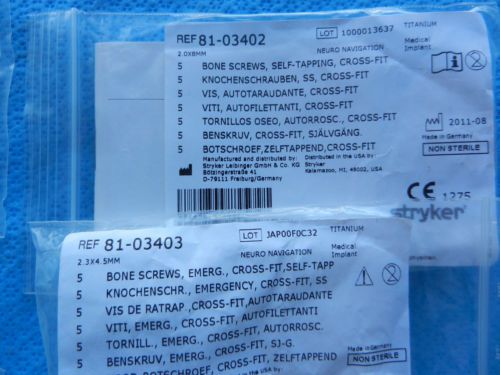 REF 81-03402
LOT 1000013637
TITANIUM
2.0X8MM
NEURO NAVIGATION
Medical
Implant
5 BONE SCREWS, SELF-TAPPING, CROSS-FIT
5 KNOCHENSCHRAUBEN, SS, CROSS-FIT
5 VIS, AUTOTARAUDANTE, CROSS-FIT
5 VITI, AUTOFILETTANTI, CROSS-FIT
5 TORNILLOS OSEO, AUTORROSC., CROSS-FIT
5 BENSKRUV, CROSS-FIT, SJÄLVGÄNG.
5 BOTSCHROEF,ZELFTAPPEND,CROSS-FIT
2011-08
Made in Germany
NON STERILE
Manufactured and distributed by:
Stryker Leibinger GmbH & Co. KG
Bötzingerstraße 41
D-79111 Freiburg/Germany
Distributed in the USA by:
Stryker
Kalamazoo, MI, 49002, USA
CE 1275
stryker
REF 81-03403
LOT JAP00F0C32
TITANIUM
2.3X4.5MM
NEURO NAVIGATION
Medical
Implant
5 BONE SCREWS, EMERG., CROSS-FIT,SELF-TAPP
5 KNOCHENSCHR., EMERGENCY, CROSS-FIT, SS
5 VIS DE RATRAP.,CROSS-FIT,AUTOTARAUDANTE
5 VITI, EMERG., CROSS-FIT, AUTOFILETTANTI
5 TORNILL., EMERG., CROSS-FIT, AUTORROSC.
5 BENSKRUV, EMERG., CROSS-FIT, SJ-G.
BOTSCHROEF, CROSS-FIT, ZELFTAPPEND
Made in Germany
NON STERILE